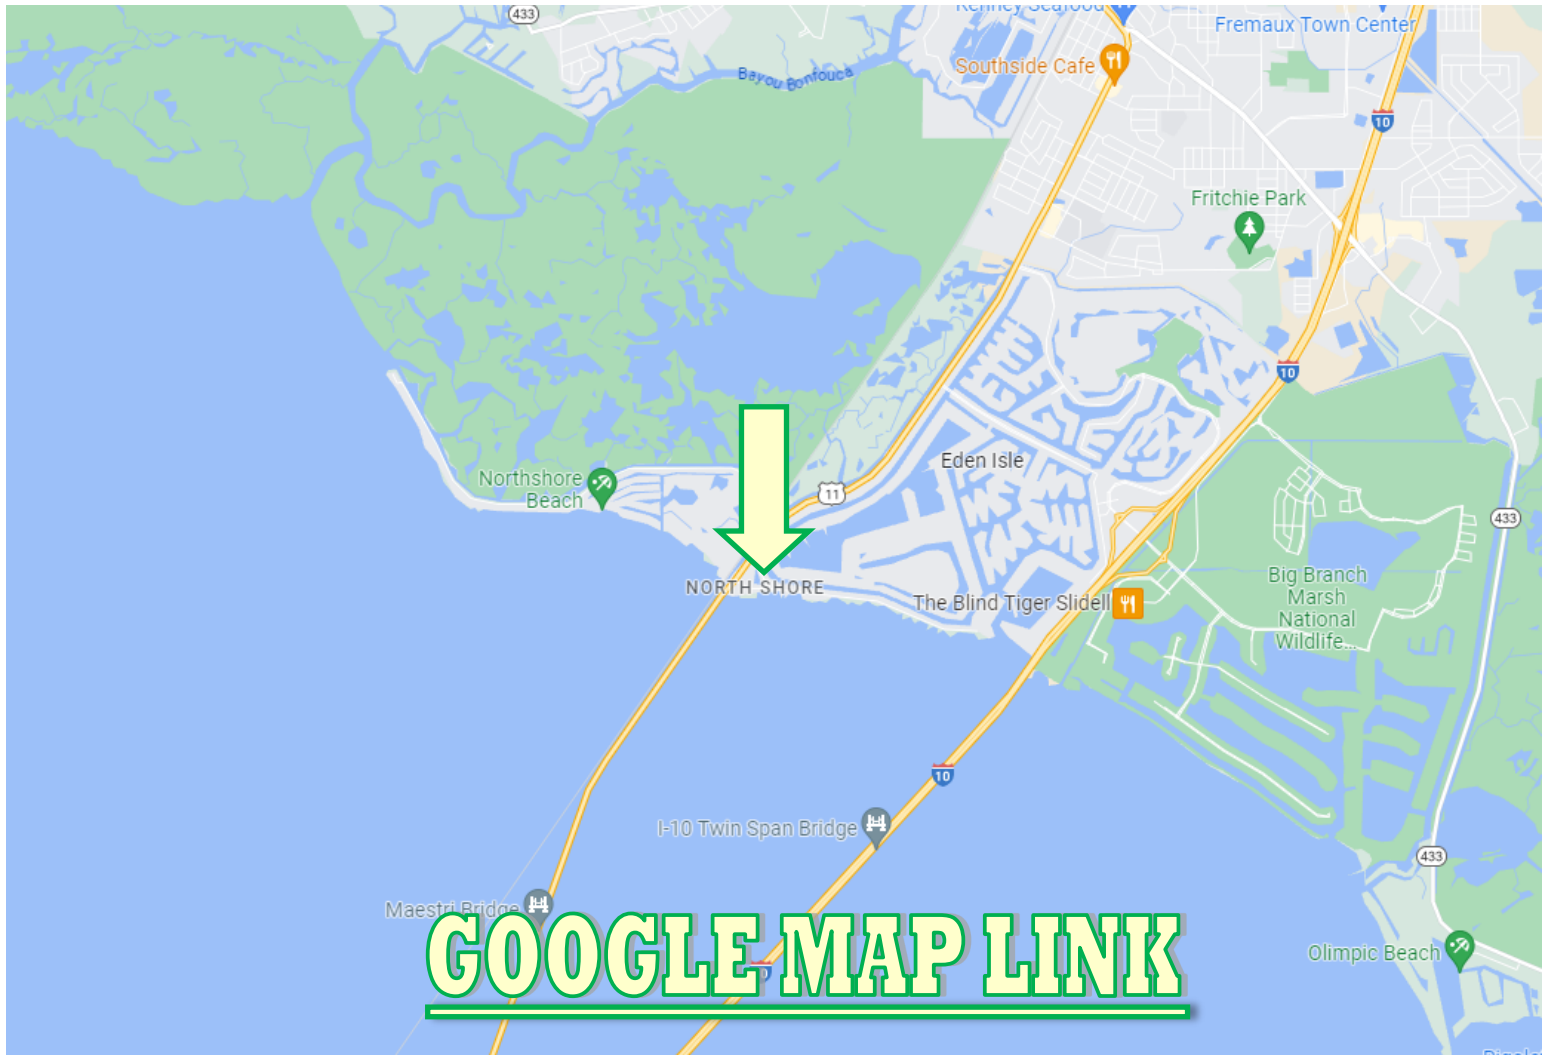 433
Kenney Seafood
Fremaux Town Center
Southside Cafe
Bayou Bonfouca
10
Fritchie Park
10
Eden Isle
Northshore
Beach
11
433
NORTH SHORE
Big Branch
Marsh
National
Wildlife...
The Blind Tiger Slidell
10
I-10 Twin Span Bridge
433
Maestri Bridge
Olimpic Beach
GOOGLE MAP LINK